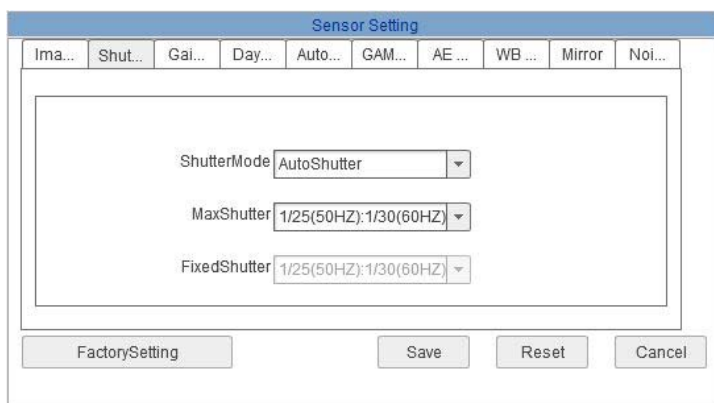 Sensor Setting
Ima... Shut... Gai... Day... Auto... GAM... AE ... WB ... Mirror Noi...
ShutterMode AutoShutter
MaxShutter 1/25(50HZ):1/30(60HZ)
FixedShutter 1/25(50HZ):1/30(60HZ)
FactorySetting Save Reset Cancel